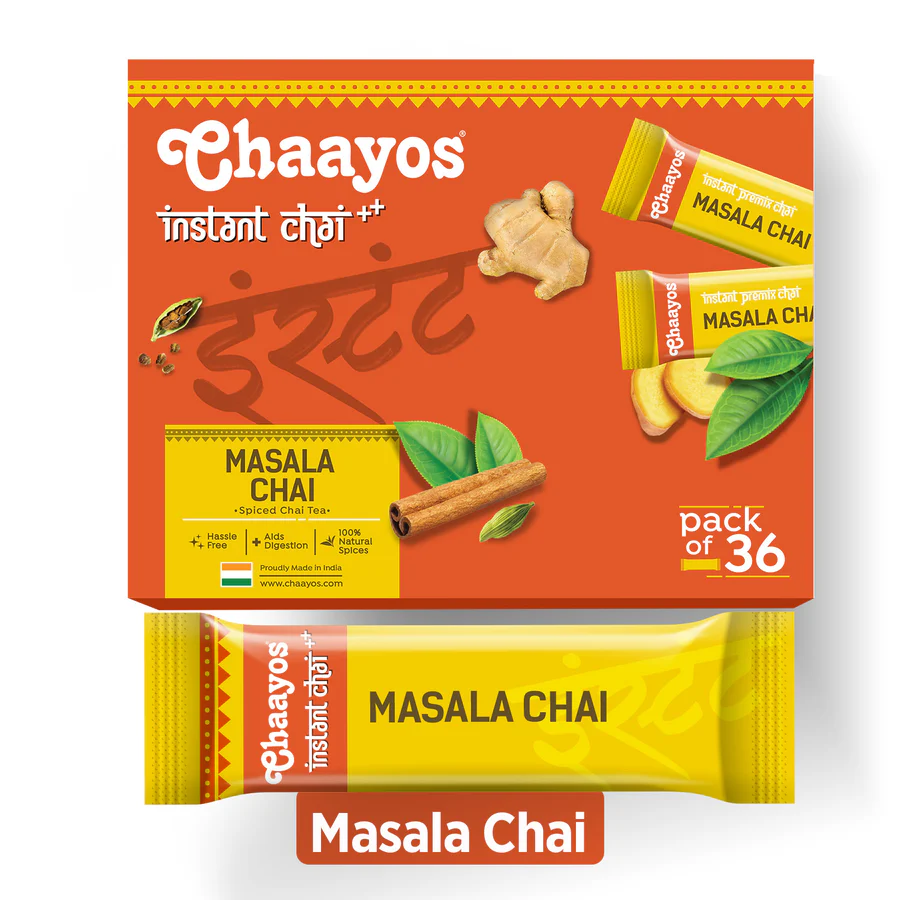 Chaayos®
instant chai ++
इंस्टंट
Chaayos
instant premix chai
MASALA CHAI
Chaayos
instant premix chai
MASALA CHA
MASALA
CHAI
•Spiced Chai Tea•
Hassle
Free
Aids
Digestion
100%
Natural
Spices
Proudly Made in India
www.chaayos.com
pack
of 36
Chaayos®
instant chai ++
MASALA CHAI
इंस्टंट
Masala Chai